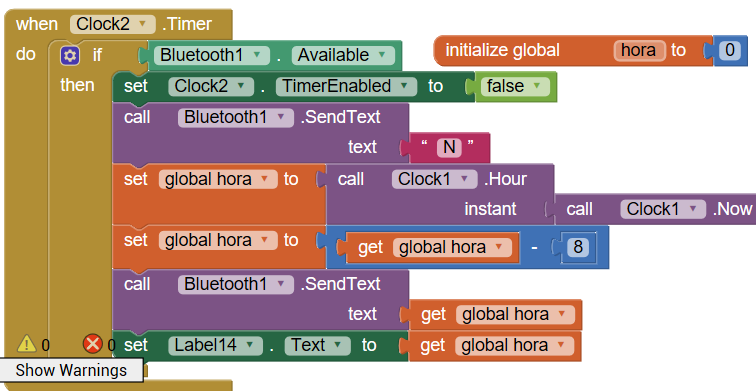 when Clock2 .Timer
do if Bluetooth1 . Available
initialize global hora to 0
then set Clock2 . TimerEnabled to false
call Bluetooth1 .SendText
text “ N ”
set global hora to call Clock1 .Hour
instant call Clock1 .Now
set global hora to get global hora - 8
call Bluetooth1 .SendText
text get global hora
set Label14 . Text to get global hora
0 0
Show Warnings